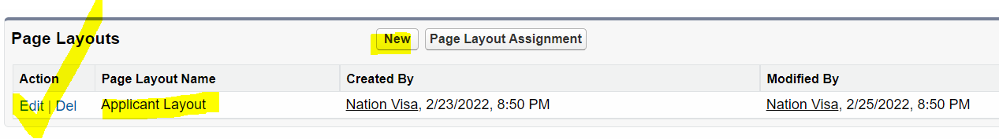 Page Layouts New Page Layout Assignment
Action Page Layout Name Created By Modified By
Edit | Del Applicant Layout Nation Visa, 2/23/2022, 8:50 PM Nation Visa, 2/25/2022, 8:50 PM